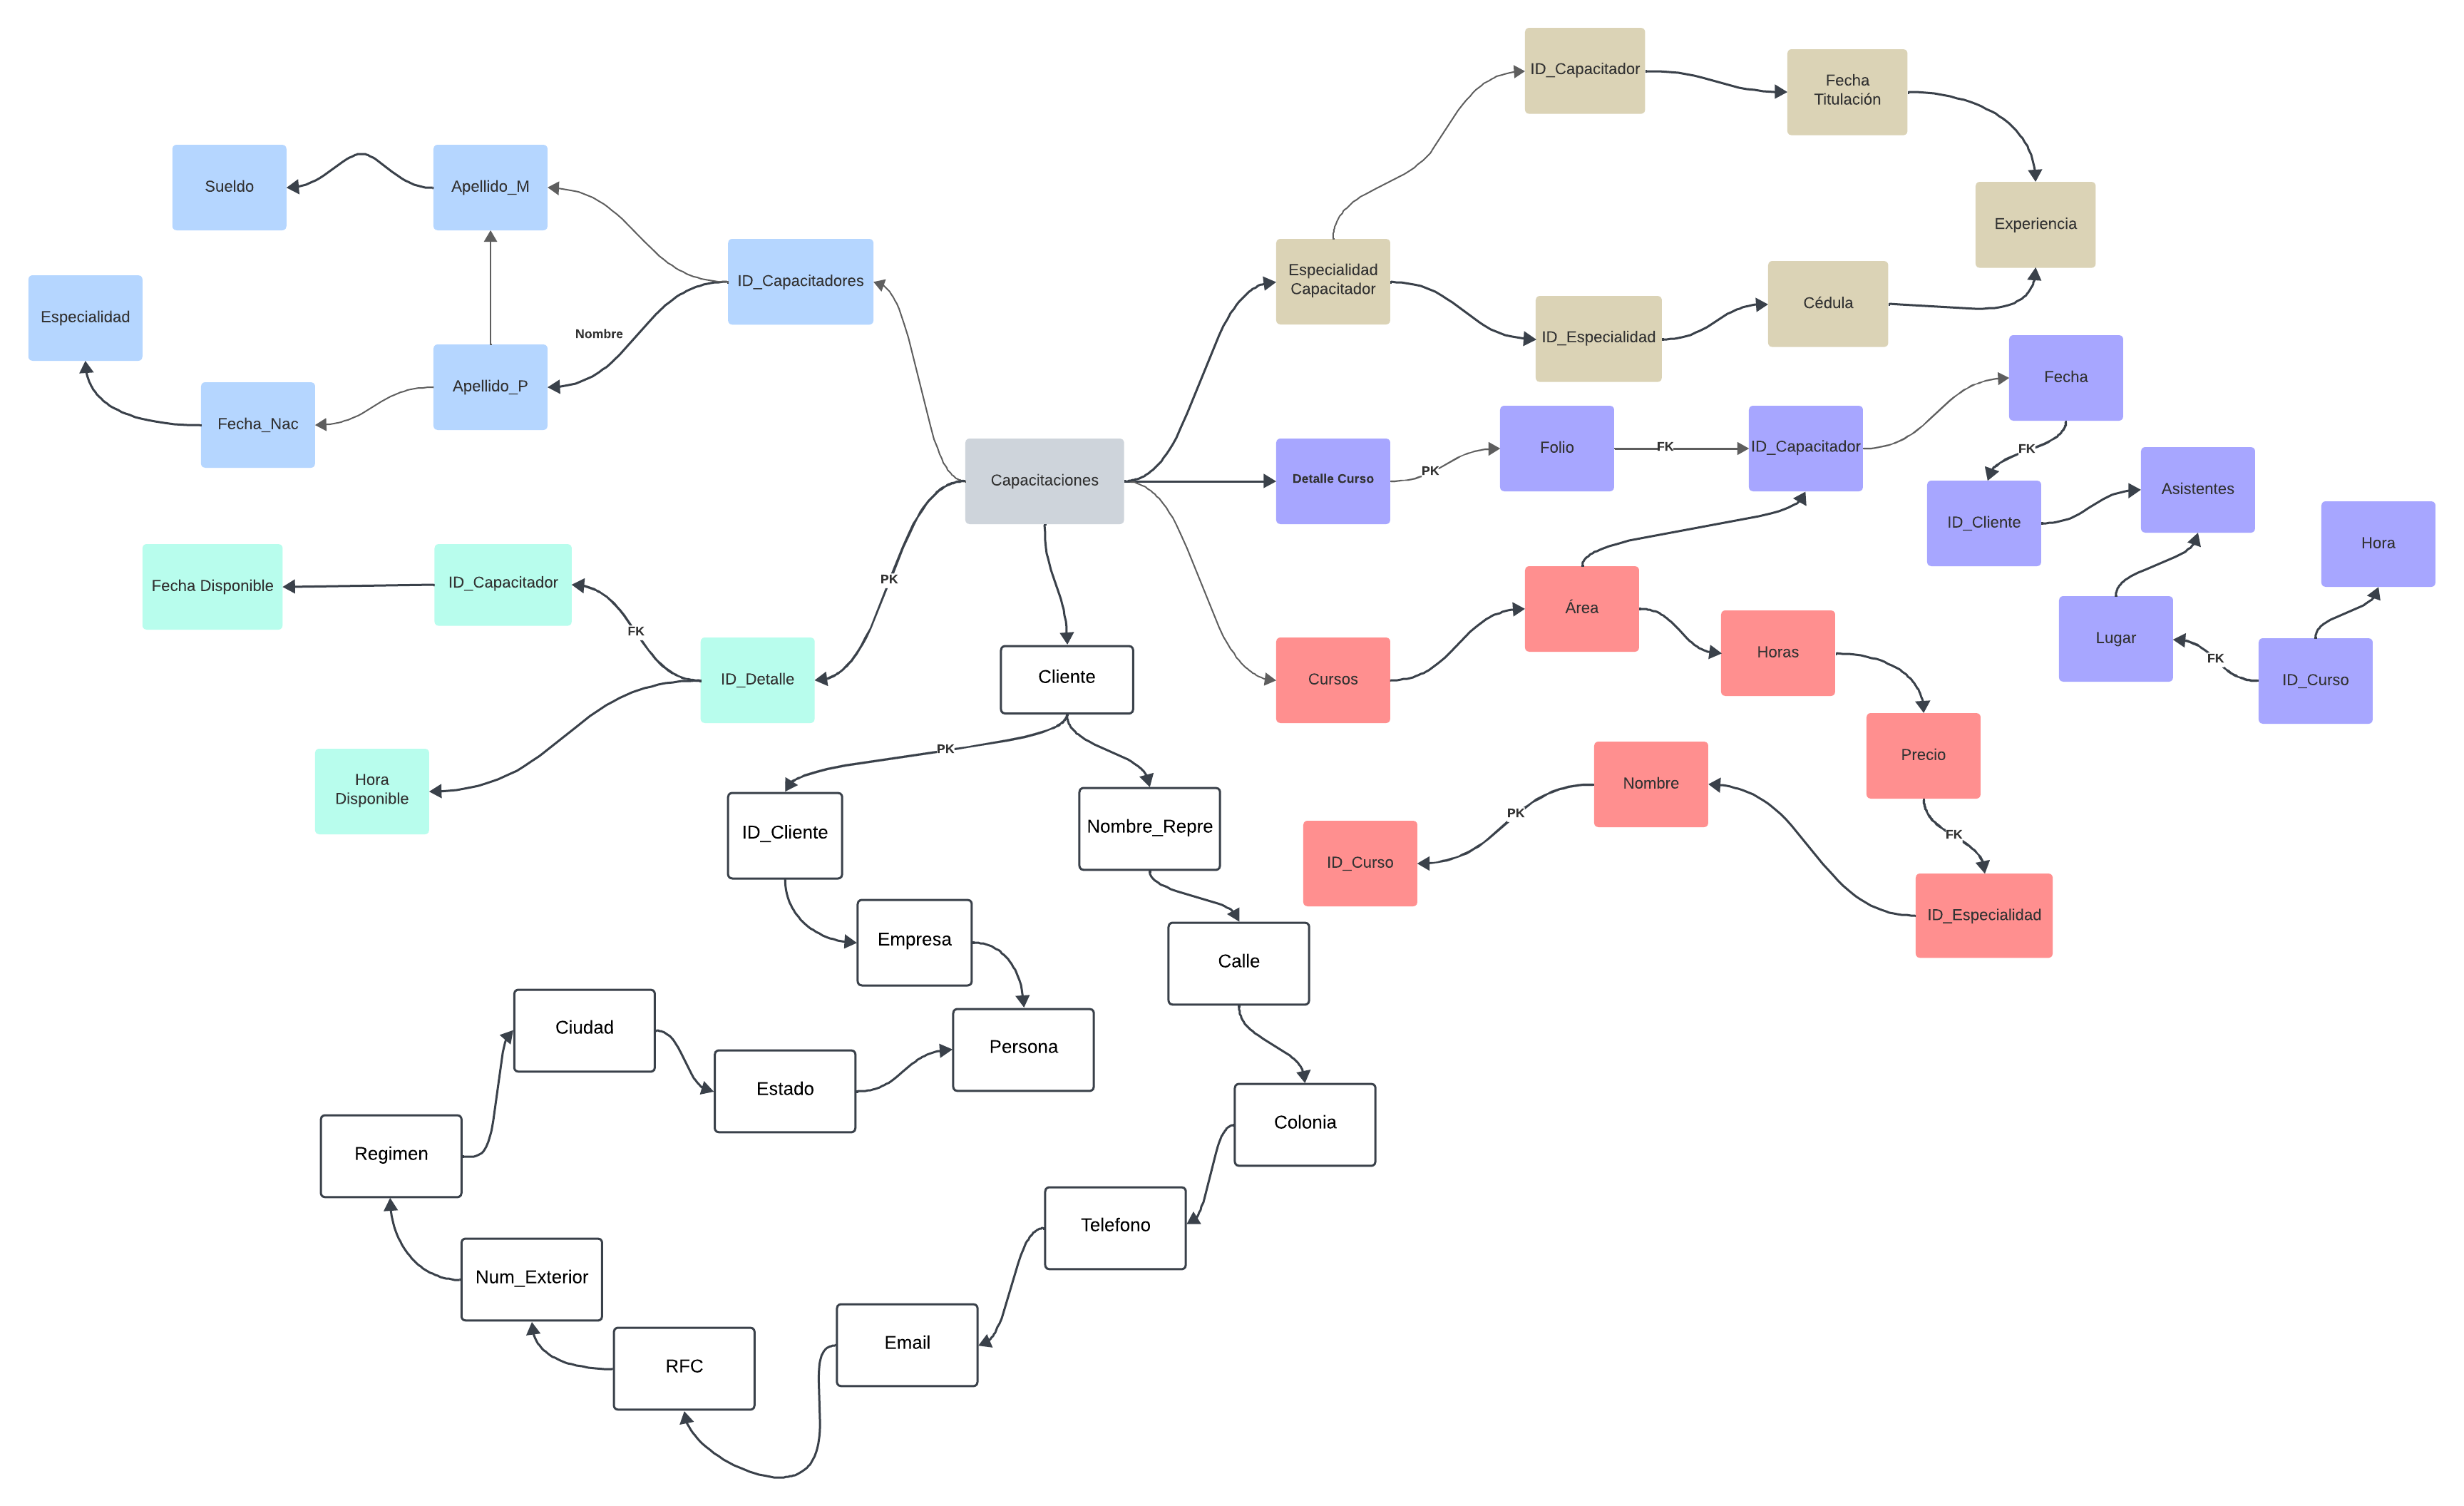 ID_Capacitador
Fecha
Titulación
Sueldo
Apellido_M
Experiencia
ID_Capacitadores
Especialidad
Capacitador
Especialidad
Nombre
ID_Especialidad
Cédula
Apellido_P
Fecha_Nac
Fecha
Capacitaciones
Detalle Curso
PK
Folio
FK
ID_Capacitador
FK
ID_Cliente
Asistentes
Hora
Fecha Disponible
ID_Capacitador
PK
FK
Área
Horas
Lugar
FK
ID_Curso
ID_Detalle
Cliente
Cursos
PK
Hora
Disponible
Precio
Nombre
PK
FK
ID_Cliente
Nombre_Repre
ID_Curso
ID_Especialidad
Empresa
Calle
Ciudad
Persona
Estado
Colonia
Regimen
Telefono
Num_Exterior
Email
RFC